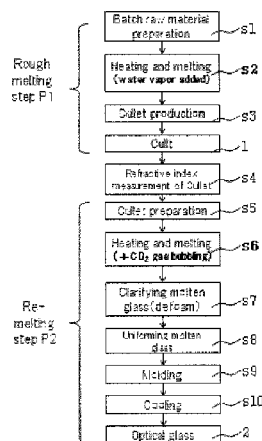 Batch raw material
preparation
s1
Rough
melting
step P1
Heating and melting
(water vapor added)
s2
Cullet production
s3
Cullt
1
Refractive index
measurement of Cullet
s4
Cullet preparation
s5
Re-
melting
step P2
Heating and melting
(+CO₂ gas bubbling)
s6
Clarifying molten
glass(defoam)
s7
Uniforming molten
glass
s8
Molding
s9
Cooling
s10
Optical glass
2